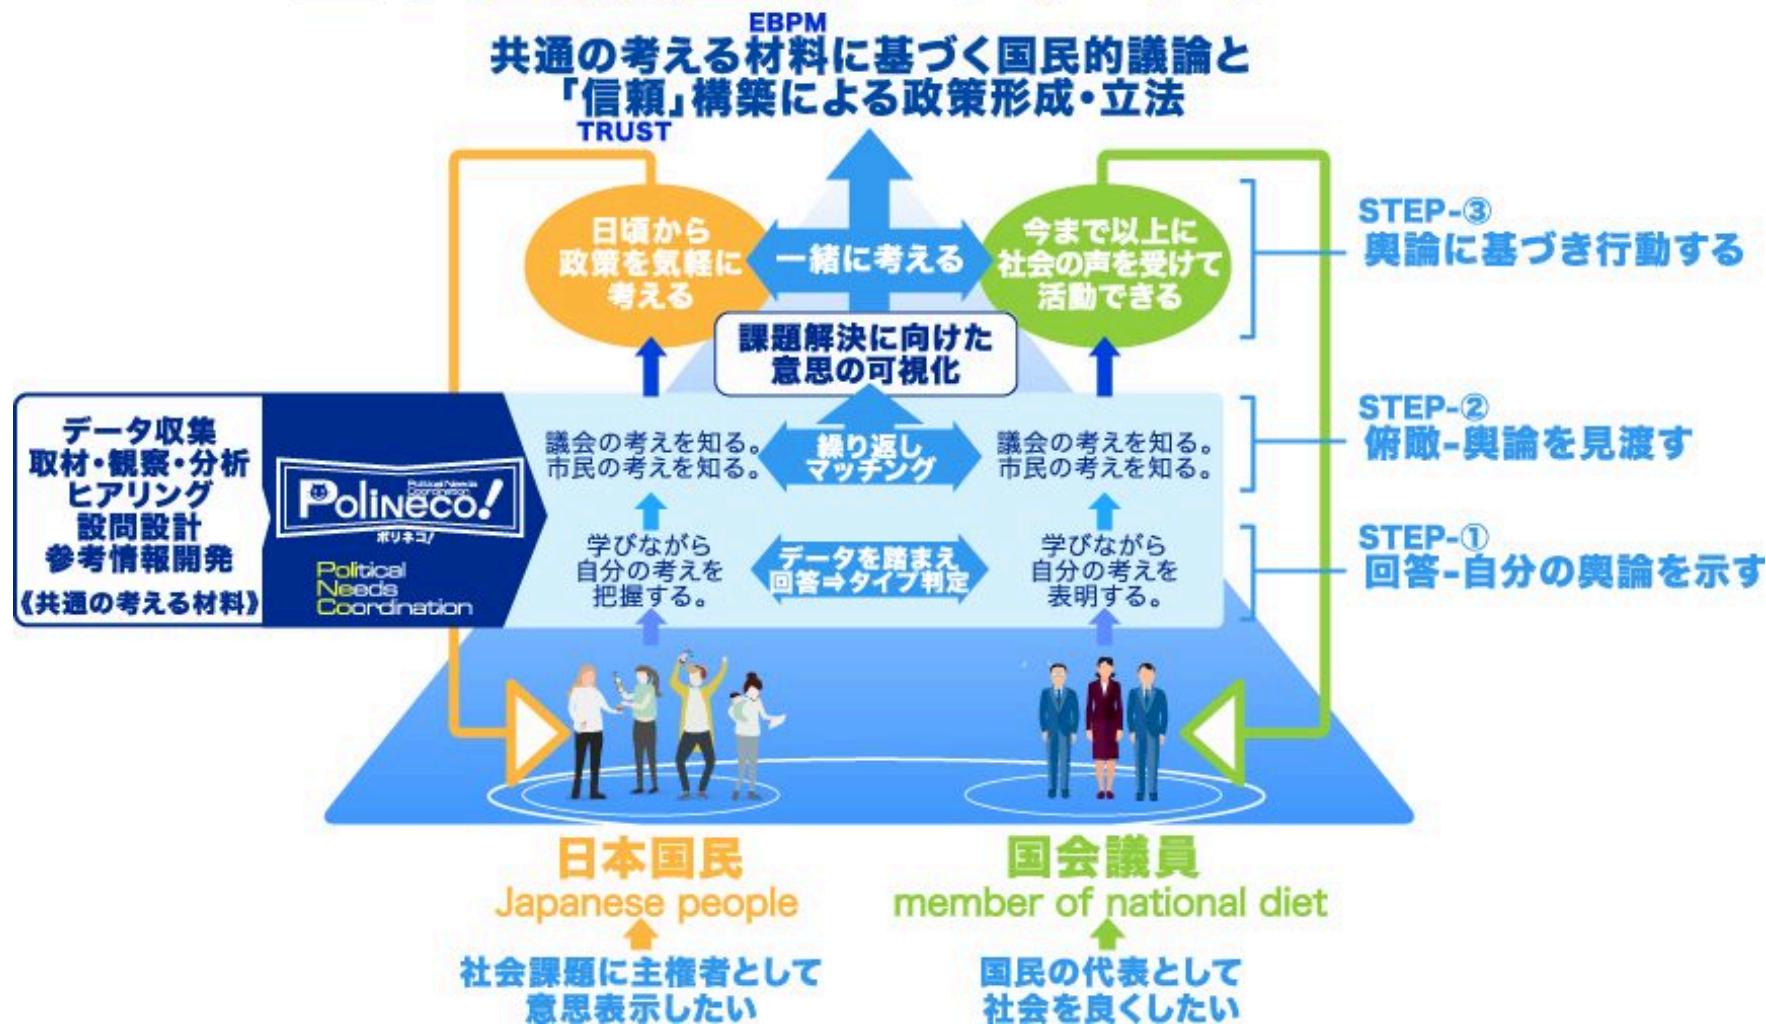 EBPM
共通の考える材料に基づく国民的議論と
「信頼」構築による政策形成・立法
TRUST
日頃から
政策を気軽に
考える
一緒に考える
今まで以上に
社会の声を受けて
活動できる
STEP-③
輿論に基づき行動する
課題解決に向けた
意思の可視化
データ収集
取材・観察・分析
ヒアリング
設問設計
参考情報開発
《共通の考える材料》
Political Needs
Coordination
PoliNeco!
ポリネコ!
Political
Needs
Coordination
議会の考えを知る。
市民の考えを知る。
繰り返し
マッチング
議会の考えを知る。
市民の考えを知る。
STEP-②
俯瞰-輿論を見渡す
学びながら
自分の考えを
把握する。
データを踏まえ
回答⇒タイプ判定
学びながら
自分の考えを
表明する。
STEP-①
回答-自分の輿論を示す
日本国民
Japanese people
国会議員
member of national diet
社会課題に主権者として
意思表示したい
国民の代表として
社会を良くしたい